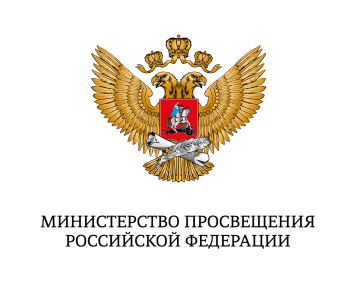 МИНИСТЕРСТВО ПРОСВЕЩЕНИЯ
РОССИЙСКОЙ ФЕДЕРАЦИИ